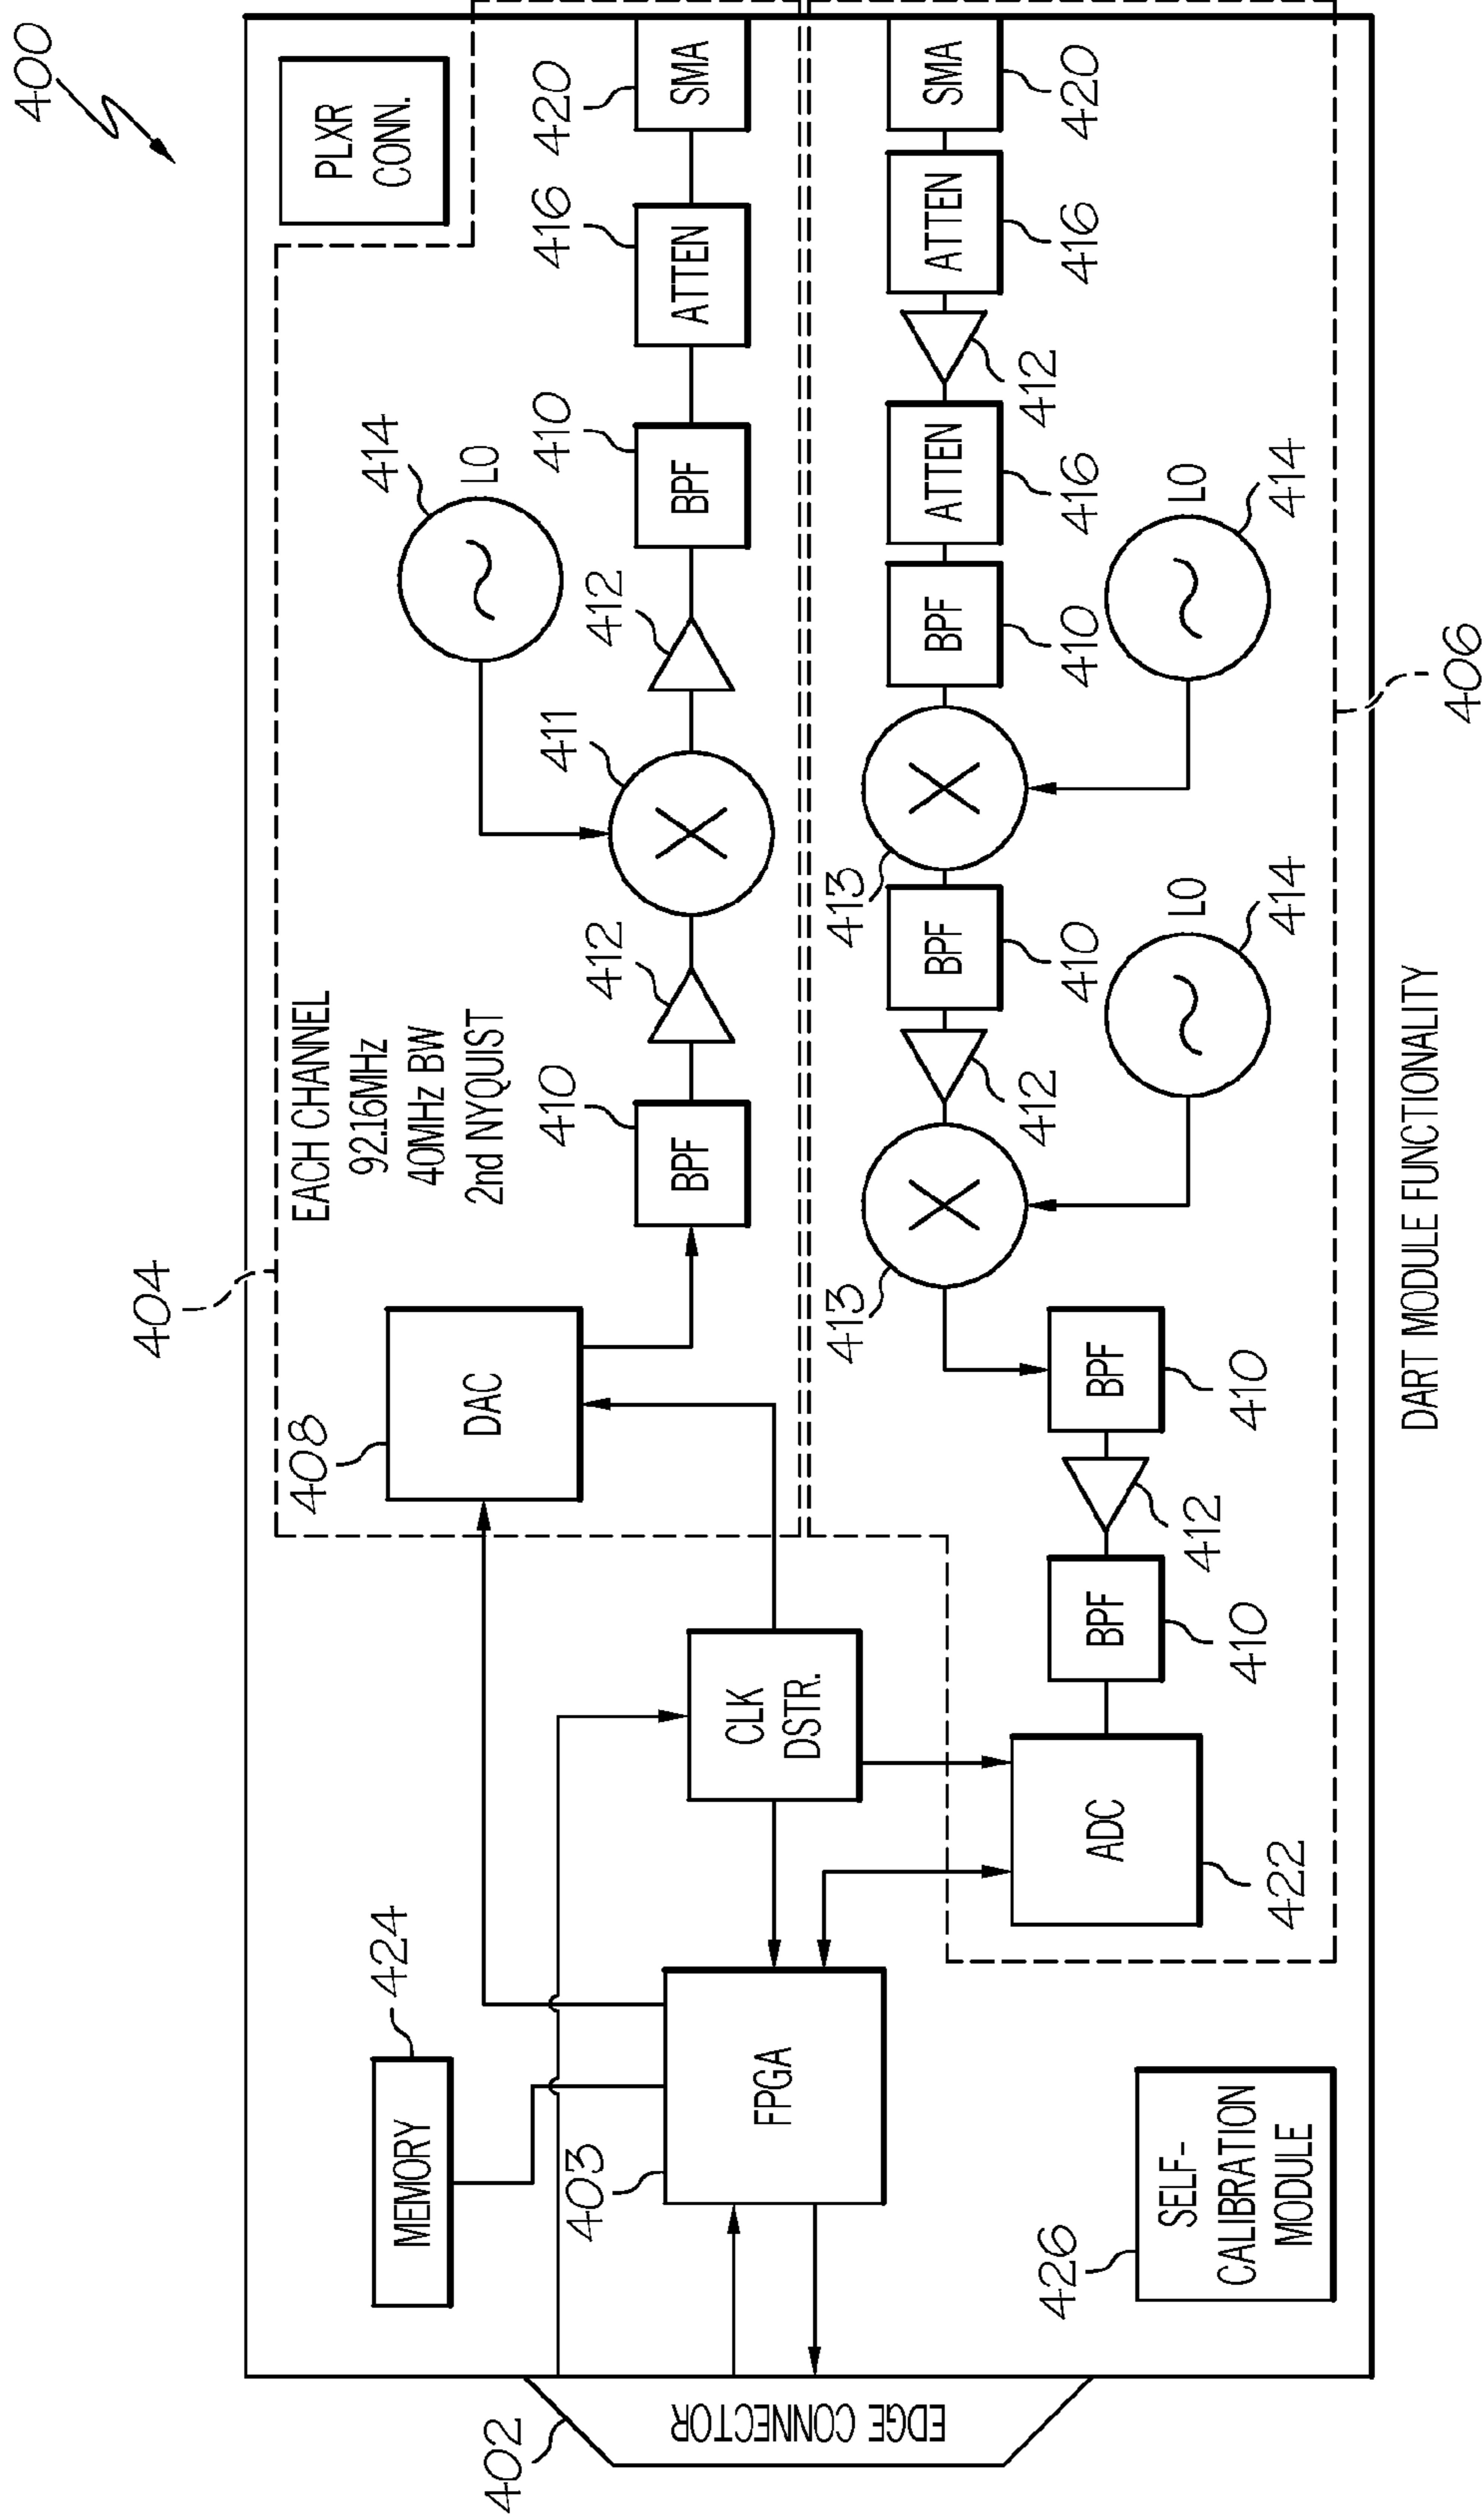 400
404
PLXR
CONN.
EACH CHANNEL
92.16MHz
40MHz BW
2nd NYQUIST
414
LO
408
DAC
424
MEMORY
410
BPF
412
411
412
410
BPF
416
ATTEN
420
SMA
402
EDGE CONNECTOR
403
FPGA
CLK
DSTR.
413
413
BPF
410
412
BPF
410
ATTEN
416
412
ATTEN
416
SMA
420
LO
414
LO
414
ADC
422
BPF
410
412
BPF
410
426
SELF-
CALIBRATION
MODULE
406
DART MODULE FUNCTIONALITY